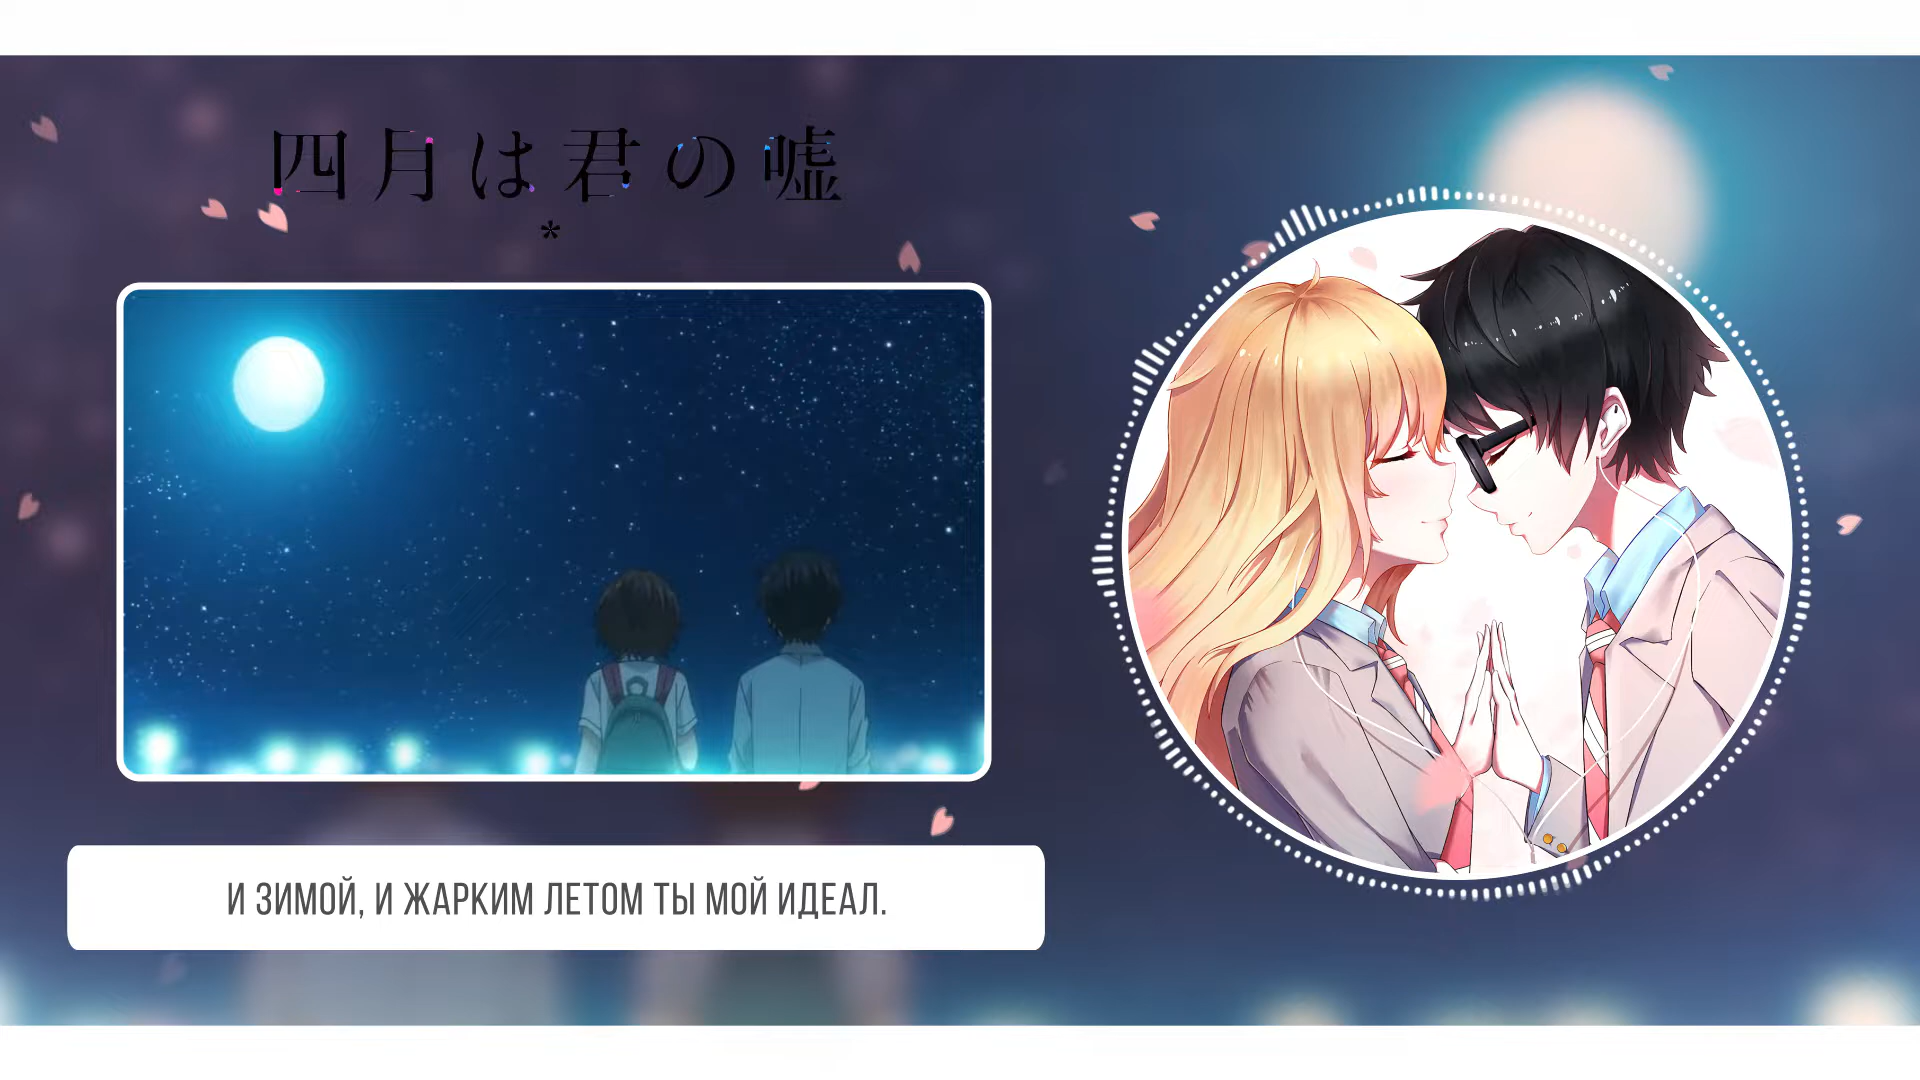 四月は君の嘘
*
И ЗИМОЙ, И ЖАРКИМ ЛЕТОМ ТЫ МОЙ ИДЕАЛ.